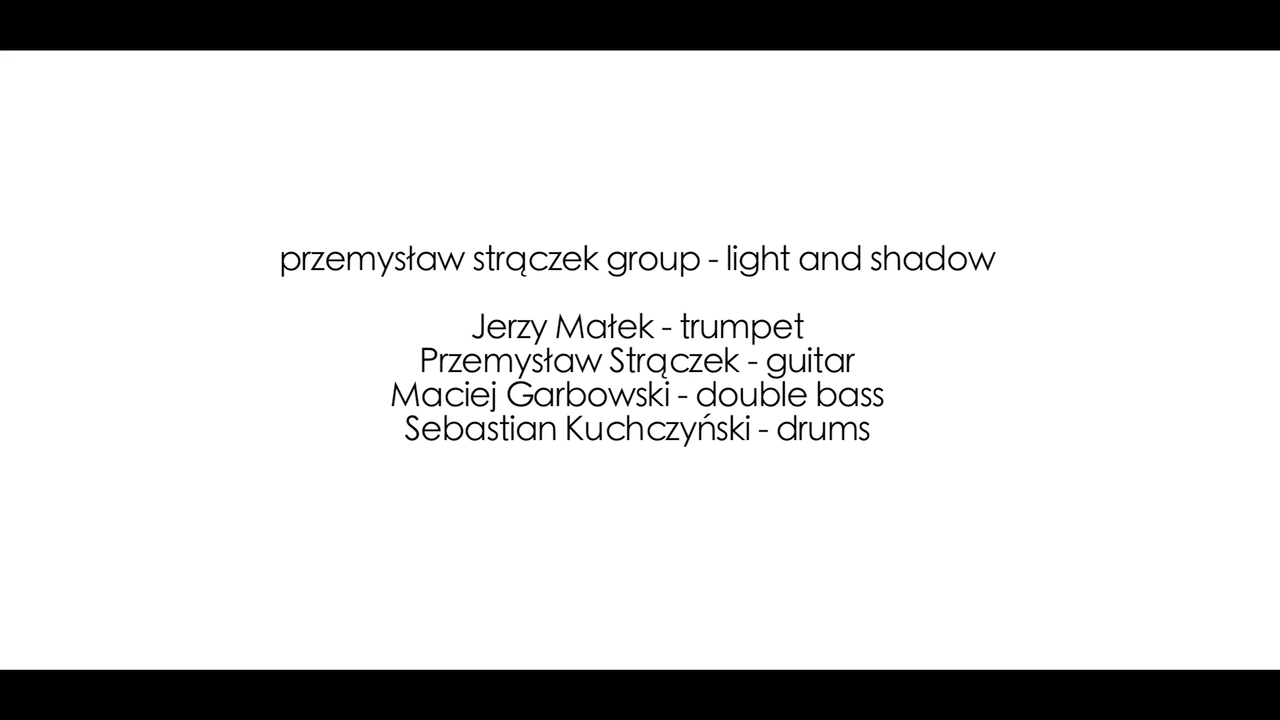 przemysław strączek group - light and shadow
Jerzy Małek - trumpet
Przemysław Strączek - guitar
Maciej Garbowski - double bass
Sebastian Kuchczyński - drums